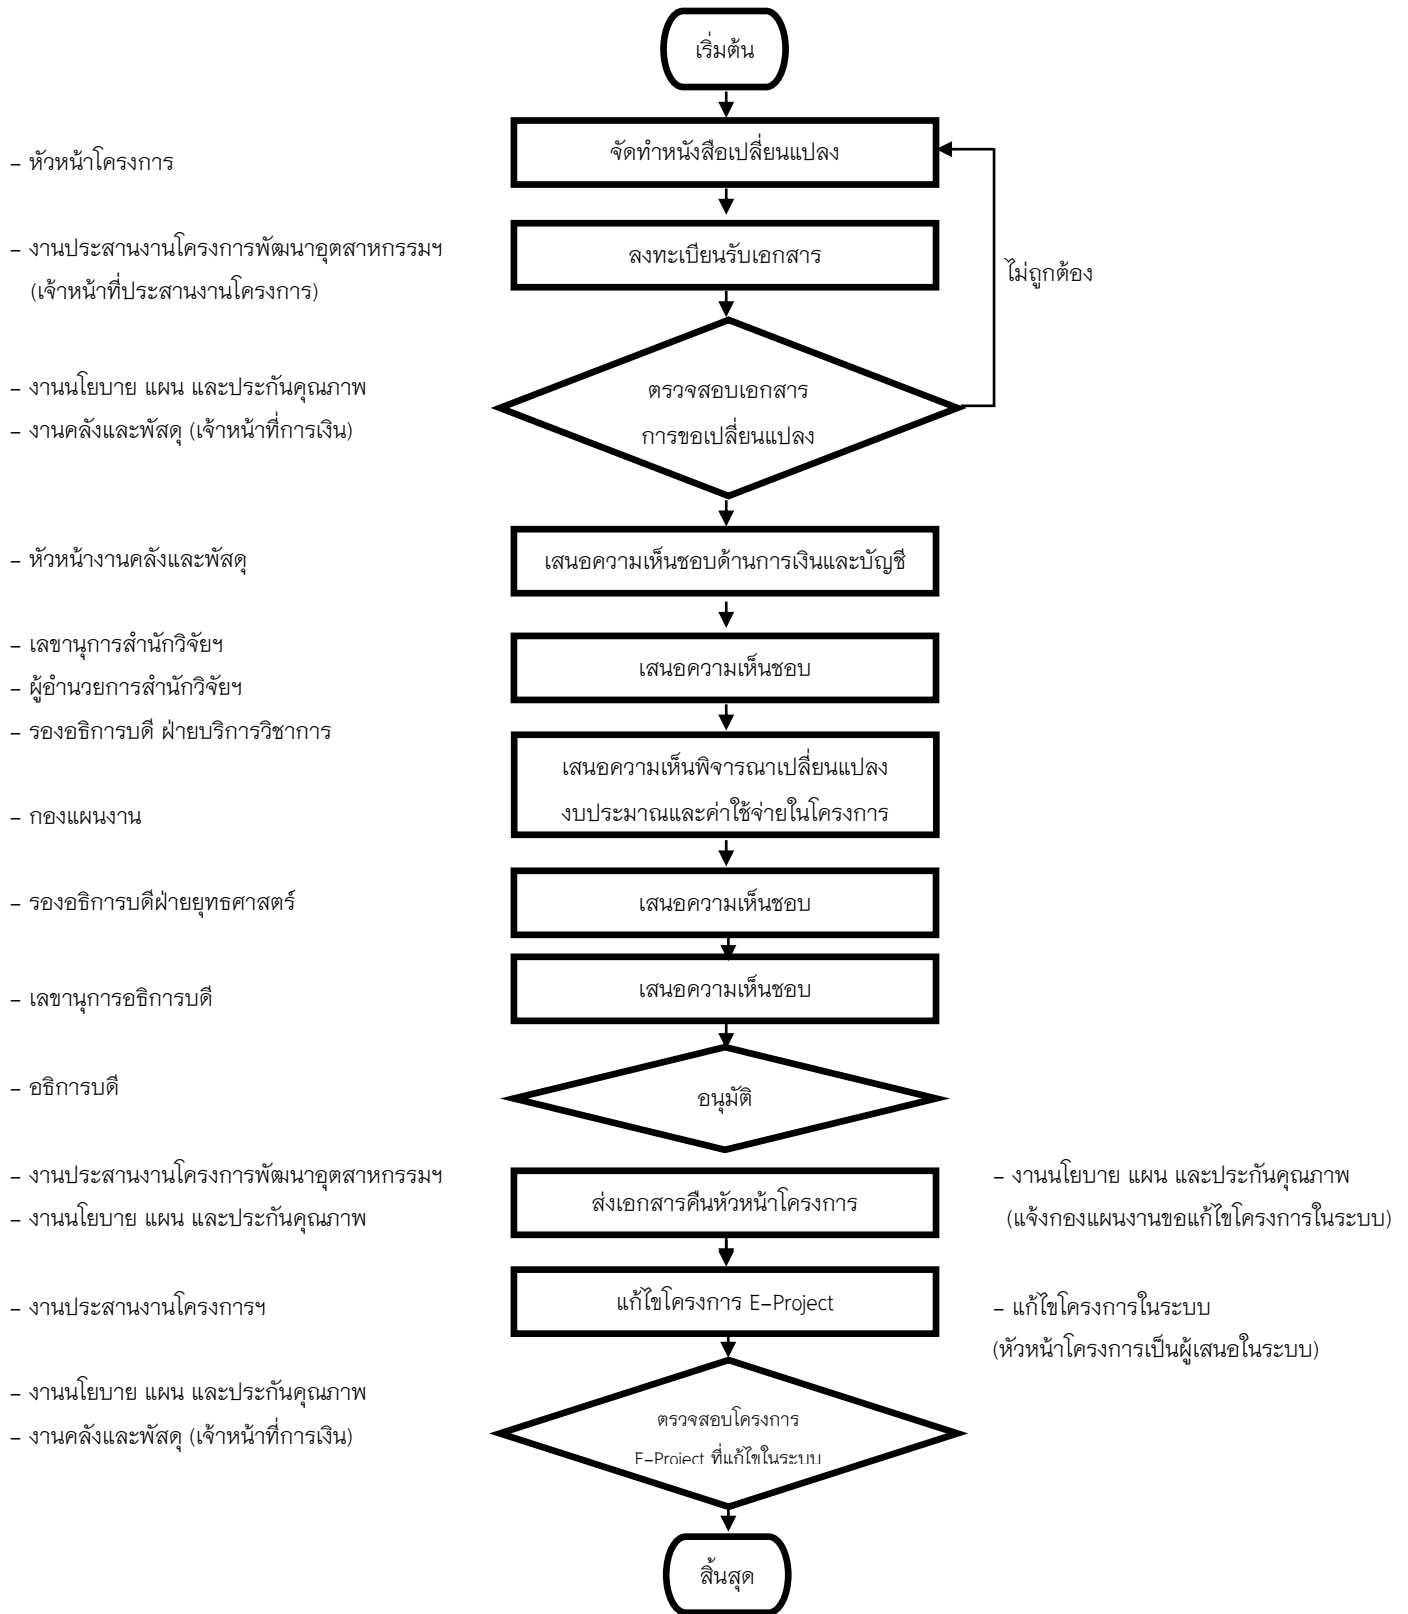 เริ่มต้น
– หัวหน้าโครงการ
จัดทำหนังสือเปลี่ยนแปลง
– งานประสานงานโครงการพัฒนาอุตสาหกรรมฯ
(เจ้าหน้าที่ประสานงานโครงการ)
ลงทะเบียนรับเอกสาร
ไม่ถูกต้อง
– งานนโยบาย แผน และประกันคุณภาพ
– งานคลังและพัสดุ (เจ้าหน้าที่การเงิน)
ตรวจสอบเอกสาร
การขอเปลี่ยนแปลง
– หัวหน้างานคลังและพัสดุ
เสนอความเห็นชอบด้านการเงินและบัญชี
– เลขานุการสำนักวิจัยฯ
– ผู้อำนวยการสำนักวิจัยฯ
– รองอธิการบดี ฝ่ายบริการวิชาการ
เสนอความเห็นชอบ
– กองแผนงาน
เสนอความเห็นพิจารณาเปลี่ยนแปลง
งบประมาณและค่าใช้จ่ายในโครงการ
– รองอธิการบดีฝ่ายยุทธศาสตร์
เสนอความเห็นชอบ
– เลขานุการอธิการบดี
เสนอความเห็นชอบ
– อธิการบดี
อนุมัติ
– งานประสานงานโครงการพัฒนาอุตสาหกรรมฯ
– งานนโยบาย แผน และประกันคุณภาพ
ส่งเอกสารคืนหัวหน้าโครงการ
– งานนโยบาย แผน และประกันคุณภาพ
(แจ้งกองแผนงานขอแก้ไขโครงการในระบบ)
– งานประสานงานโครงการฯ
แก้ไขโครงการ E–Project
– แก้ไขโครงการในระบบ
(หัวหน้าโครงการเป็นผู้เสนอในระบบ)
– งานนโยบาย แผน และประกันคุณภาพ
– งานคลังและพัสดุ (เจ้าหน้าที่การเงิน)
ตรวจสอบโครงการ
E–Project ที่แก้ไขในระบบ
สิ้นสุด